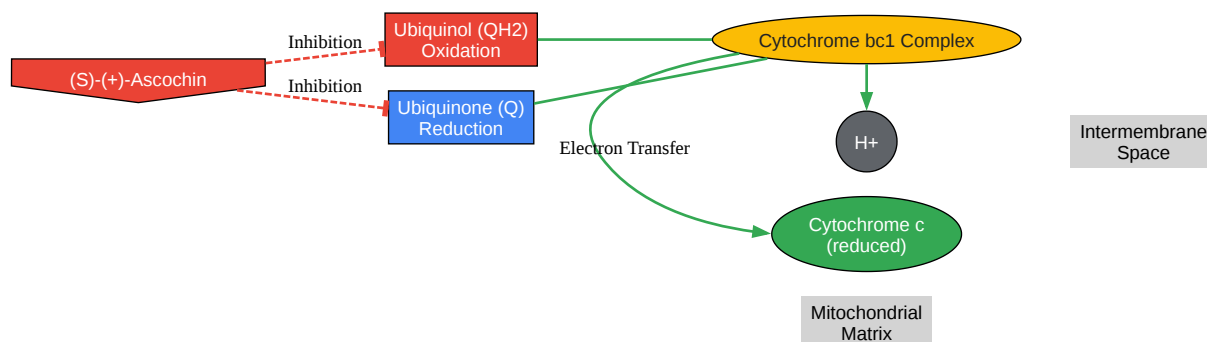 Ubiquinol (QH2)
Oxidation
Cytochrome bc1 Complex
Inhibition
(S)-(+)-Ascochin
Inhibition
Ubiquinone (Q)
Reduction
Electron Transfer
H+
Intermembrane
Space
Cytochrome c
(reduced)
Mitochondrial
Matrix